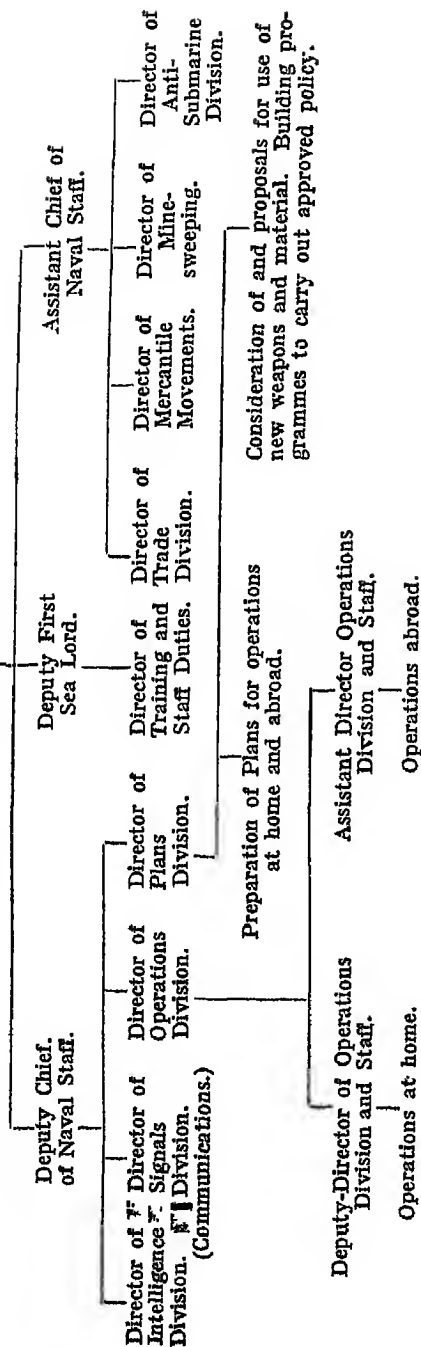 Deputy Chief.
of Naval Staff.
Deputy First
Sea Lord.
Assistant Chief of
Naval Staff.
Director of
Intelligence
Division.
Director of
Signals
Division.
(Communications.)
Director of
Operations
Division.
Director of
Plans
Division.
Director of
Training and
Staff Duties.
Director of
Trade
Division.
Director of
Mercantile
Movements.
Director of
Mine-
sweeping.
Director of
Anti-
Submarine
Division.
Preparation of Plans for operations
at home and abroad.
Consideration of and proposals for use of
new weapons and material. Building pro-
grammes to carry out approved policy.
Deputy-Director of Operations
Division and Staff.
Operations at home.
Assistant Director Operations
Division and Staff.
Operations abroad.